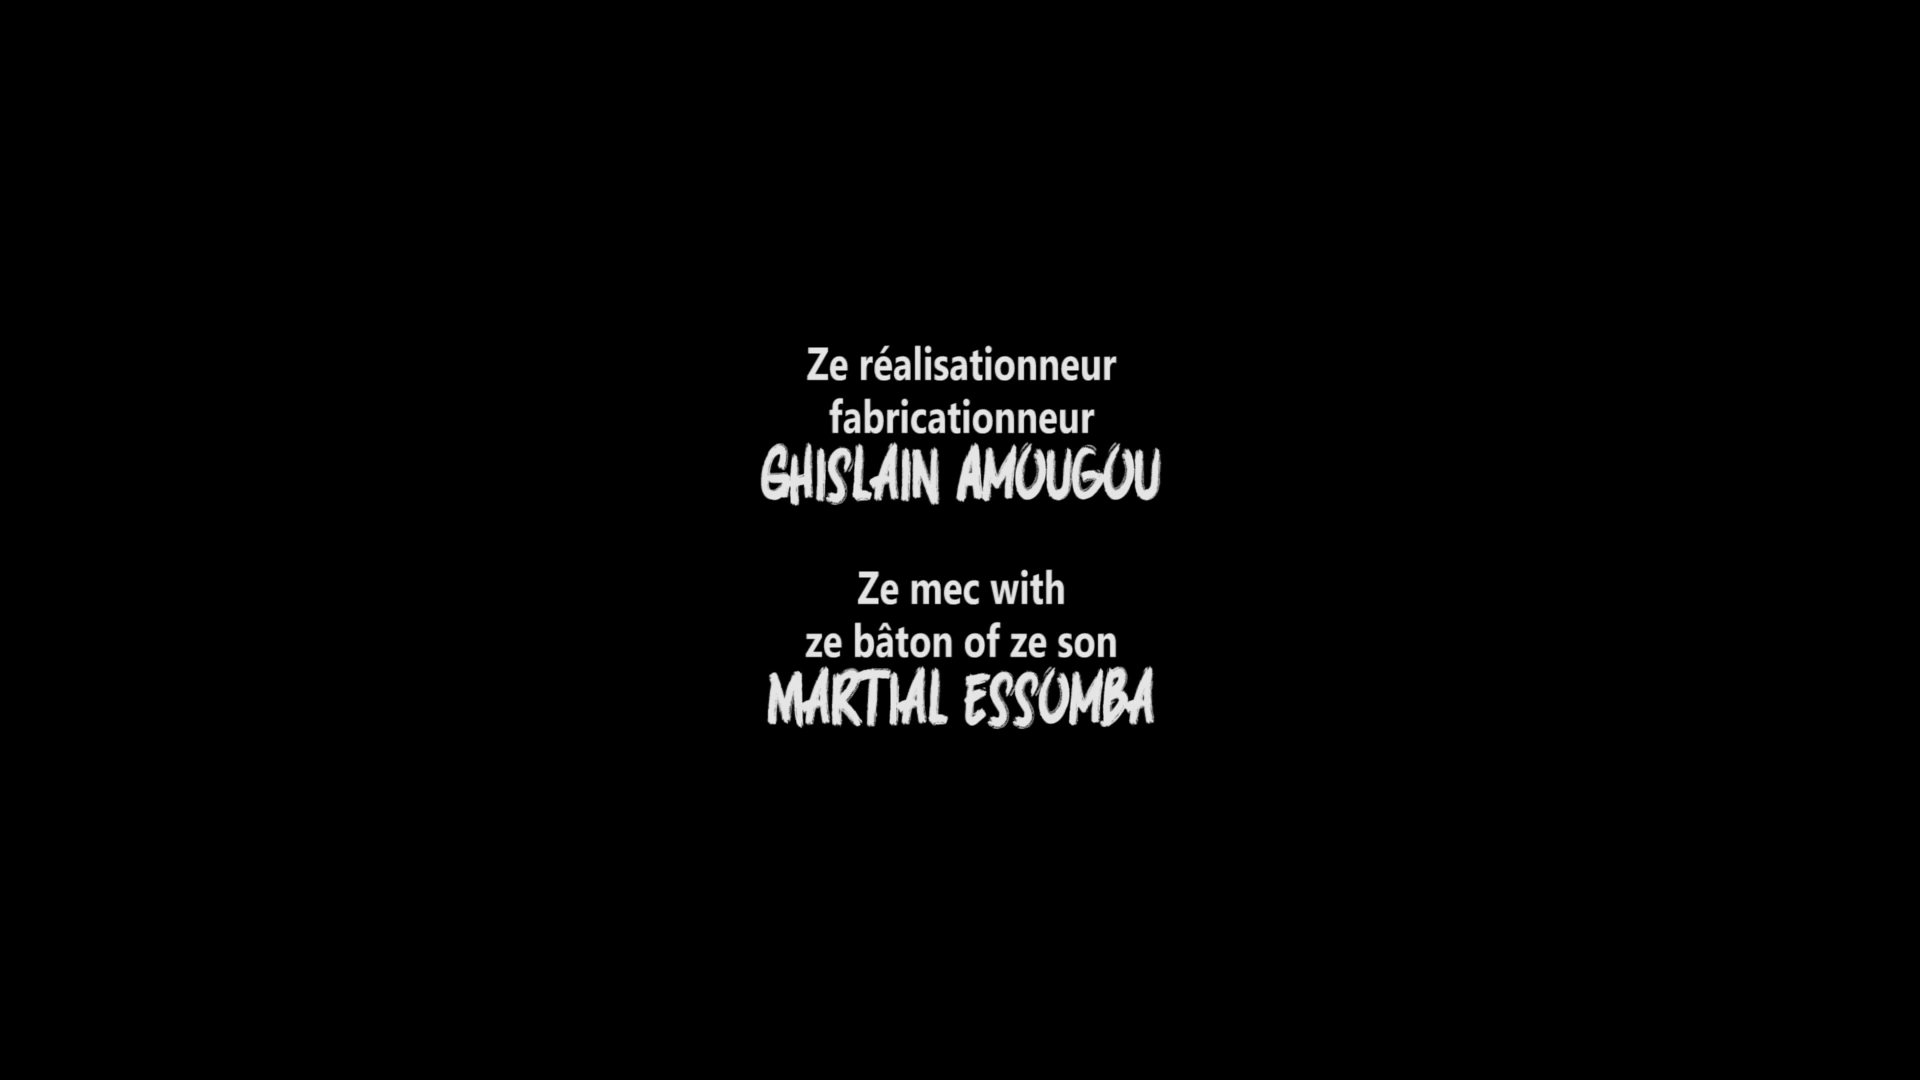 Ze réalisationneur
fabricationneur
GHISLAIN AMOUGOU
Ze mec with
ze bâton of ze son
MARTIAL ESSOMBA